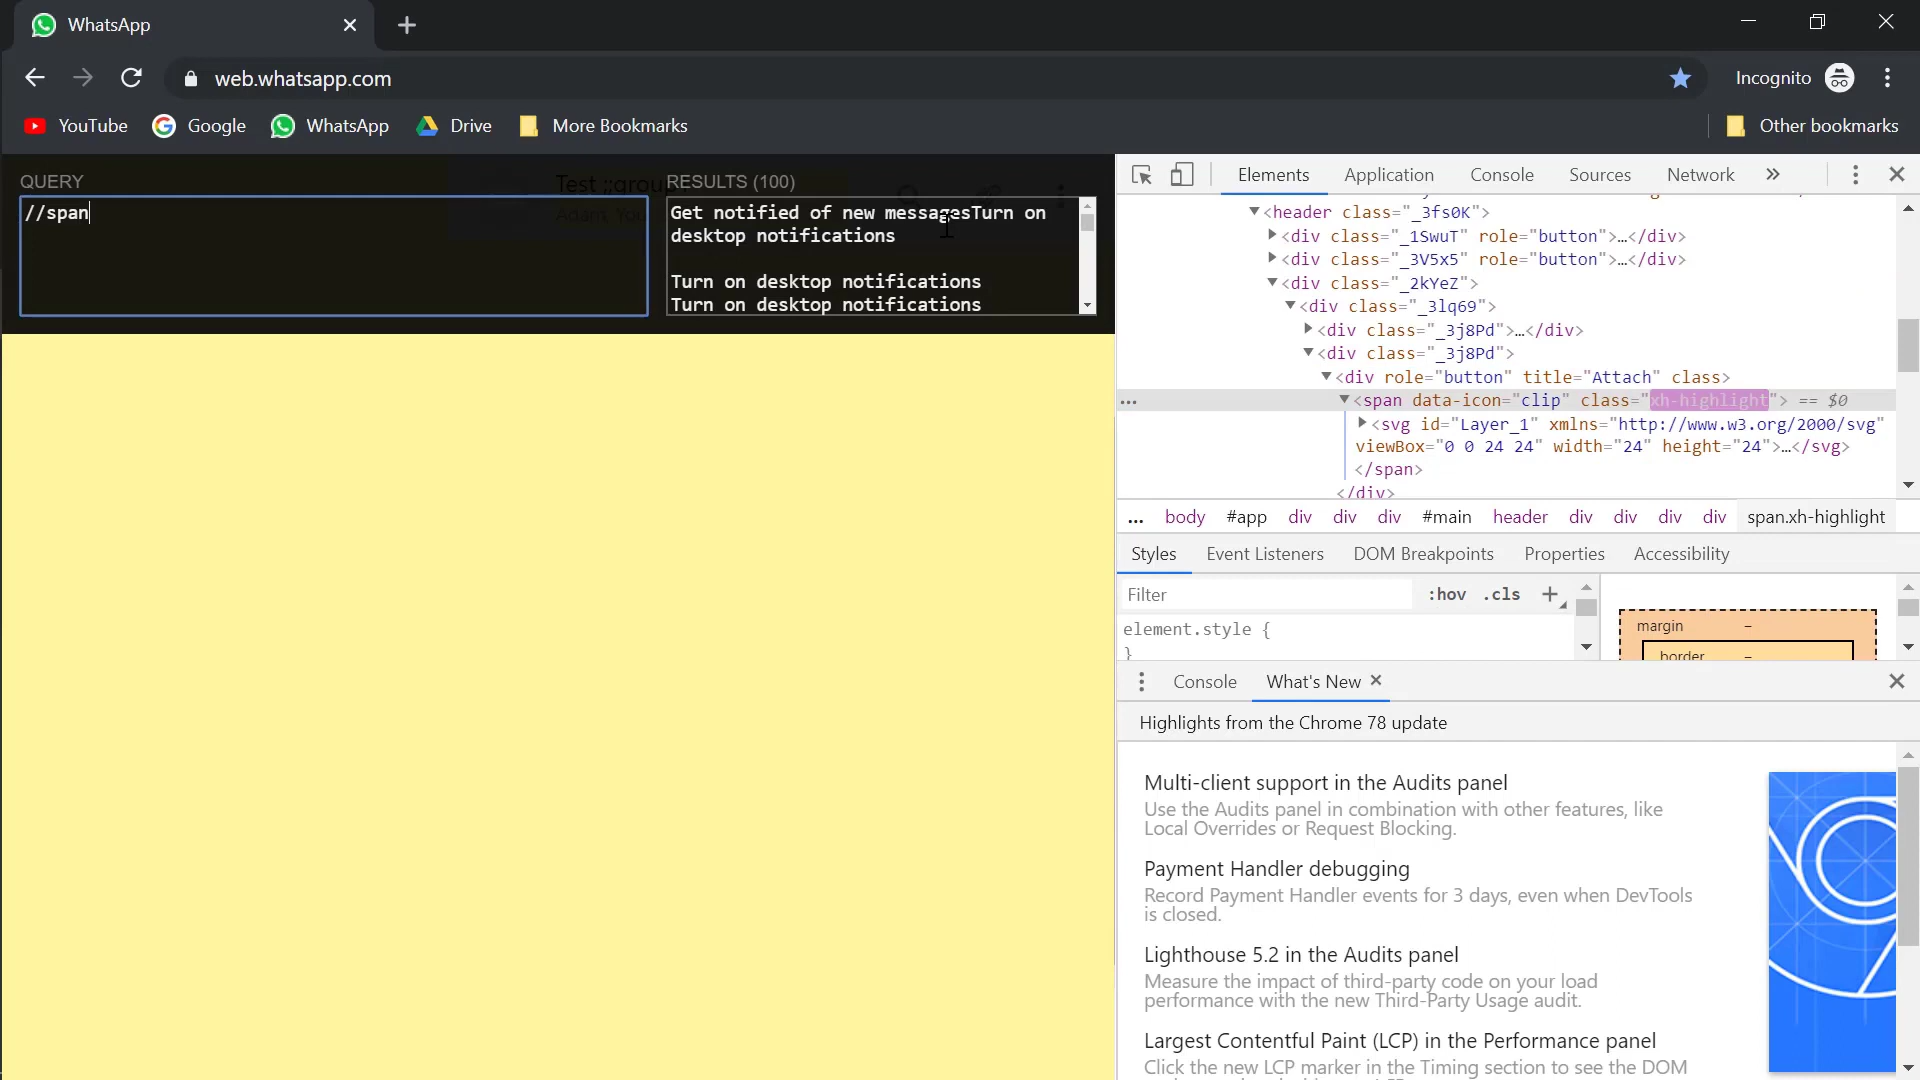 WhatsApp
web.whatsapp.com
Incognito
YouTube Google WhatsApp Drive More Bookmarks Other bookmarks
QUERY
//span
Test ;;group
RESULTS (100)
Get notified of new messagesTurn on
desktop notifications
Turn on desktop notifications
Turn on desktop notifications
Elements Application Console Sources Network
<header class="_3fs0K">
<div class="_1SwuT" role="button">…</div>
<div class="_3V5x5" role="button">…</div>
<div class="_2kYeZ">
<div class="_3lq69">
<div class="_3j8Pd">…</div>
<div class="_3j8Pd">
<div role="button" title="Attach" class>
<span data-icon="clip" class="xh-highlight"> == $0
<svg id="Layer_1" xmlns="http://www.w3.org/2000/svg"
viewBox="0 0 24 24" width="24" height="24">…</svg>
</span>
</div>
... body #app div div div #main header div div div div span.xh-highlight
Styles Event Listeners DOM Breakpoints Properties Accessibility
Filter :hov .cls
element.style {
}
margin –
border –
Console What's New
Highlights from the Chrome 78 update
Multi-client support in the Audits panel
Use the Audits panel in combination with other features, like
Local Overrides or Request Blocking.
Payment Handler debugging
Record Payment Handler events for 3 days, even when DevTools
is closed.
Lighthouse 5.2 in the Audits panel
Measure the impact of third-party code on your load
performance with the new Third-Party Usage audit.
Largest Contentful Paint (LCP) in the Performance panel
Click the new LCP marker in the Timing section to see the DOM